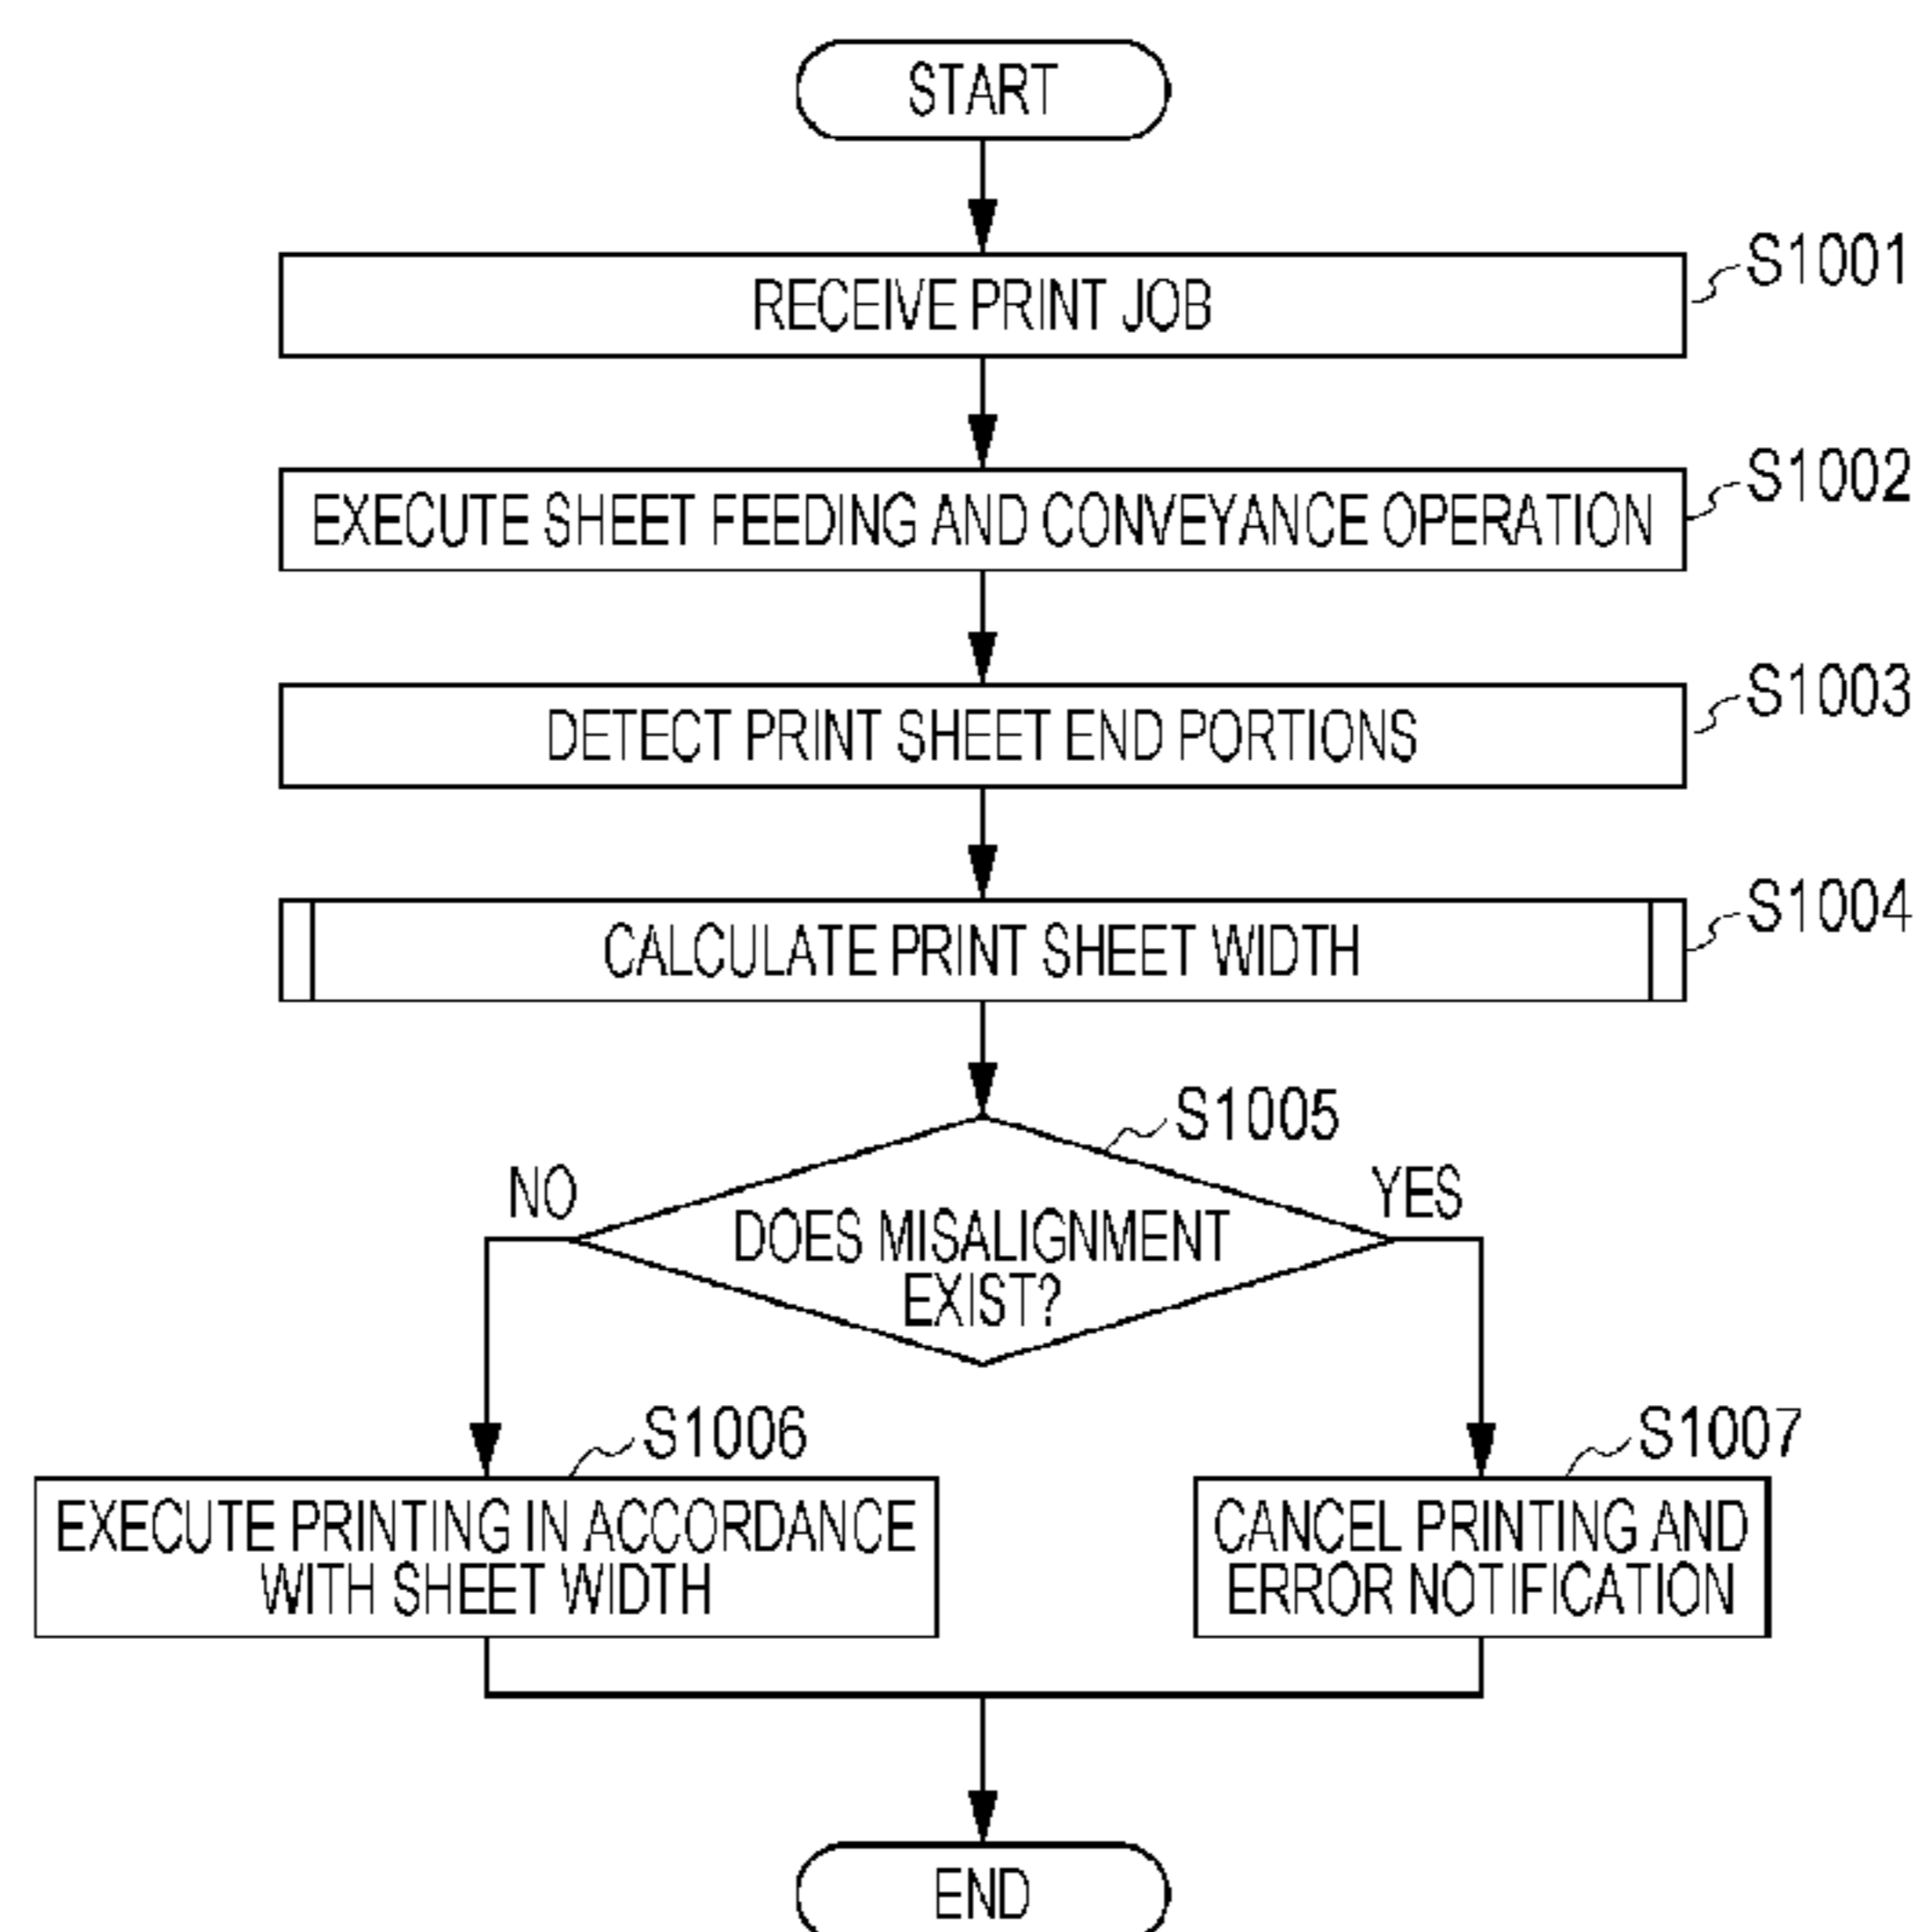 START
RECEIVE PRINT JOB
S1001
EXECUTE SHEET FEEDING AND CONVEYANCE OPERATION
S1002
DETECT PRINT SHEET END PORTIONS
S1003
CALCULATE PRINT SHEET WIDTH
S1004
S1005
NO
YES
DOES MISALIGNMENT
EXIST?
S1006
EXECUTE PRINTING IN ACCORDANCE
WITH SHEET WIDTH
S1007
CANCEL PRINTING AND
ERROR NOTIFICATION
END